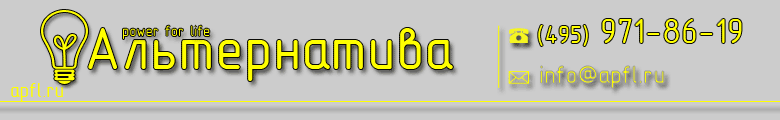 power for life
Альтернатива
apfl.ru
(495) 971-86-19
info@apfl.ru